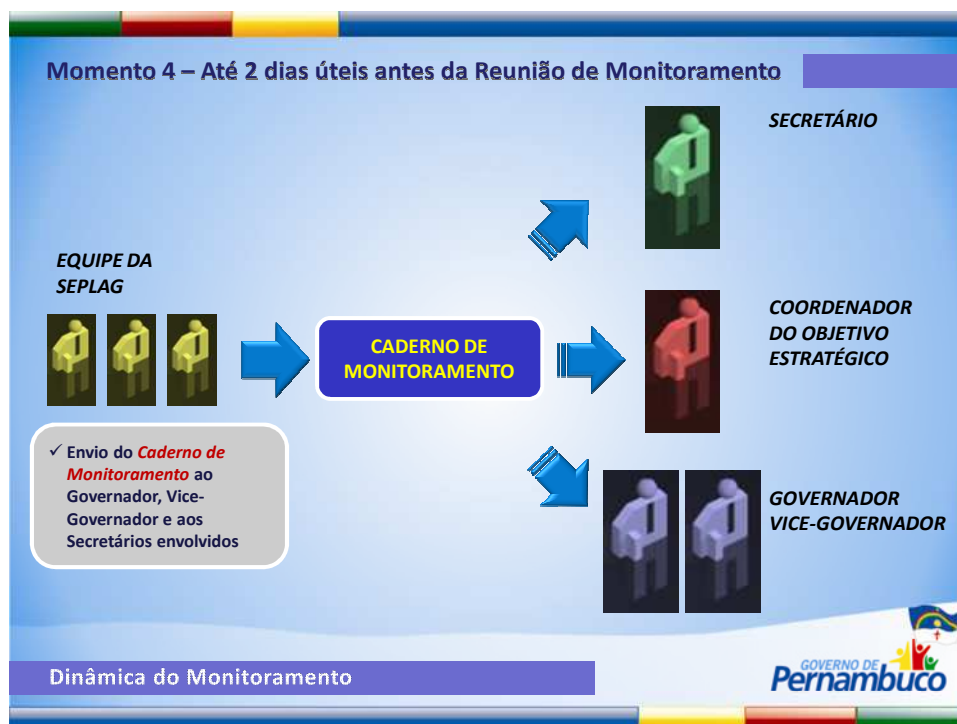 Momento 4 – Até 2 dias úteis antes da Reunião de Monitoramento
SECRETÁRIO
EQUIPE DA
SEPLAG
CADERNO DE
MONITORAMENTO
COORDENADOR
DO OBJETIVO
ESTRATÉGICO
✓ Envio do Caderno de
Monitoramento ao
Governador, Vice-
Governador e aos
Secretários envolvidos
GOVERNADOR
VICE-GOVERNADOR
Dinâmica do Monitoramento
GOVERNO DE
Pernambuco